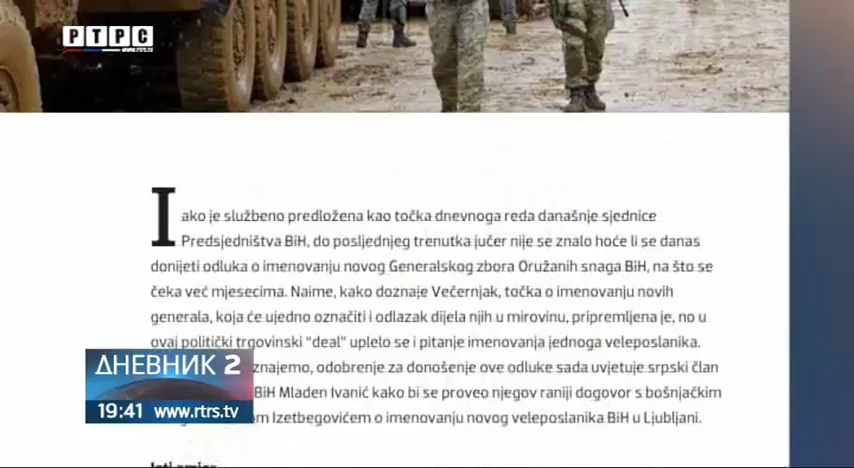 РТРС
www.rtrs.tv
Iako je službeno predložena kao točka dnevnoga reda današnje sjednice
Predsjedništva BiH, do posljednjeg trenutka jučer nije se znalo hoće li se danas
donijeti odluka o imenovanju novog Generalskog zbora Oružanih snaga BiH, na što se
čeka već mjesecima. Naime, kako doznaje Večernjak, točka o imenovanju novih
generala, koja će ujedno označiti i odlazak dijela njih u mirovinu, pripremljena je, no u
ovaj politički trgovinski "deal" uplelo se i pitanje imenovanja jednoga veleposlanika.
znajemo, odobrenje za donošenje ove odluke sada uvjetuje srpski član
BiH Mladen Ivanić kako bi se proveo njegov raniji dogovor s bošnjačkim
om Izetbegovićem o imenovanju novog veleposlanika BiH u Ljubljani.
ДНЕВНИК 2
19:41 www.rtrs.tv